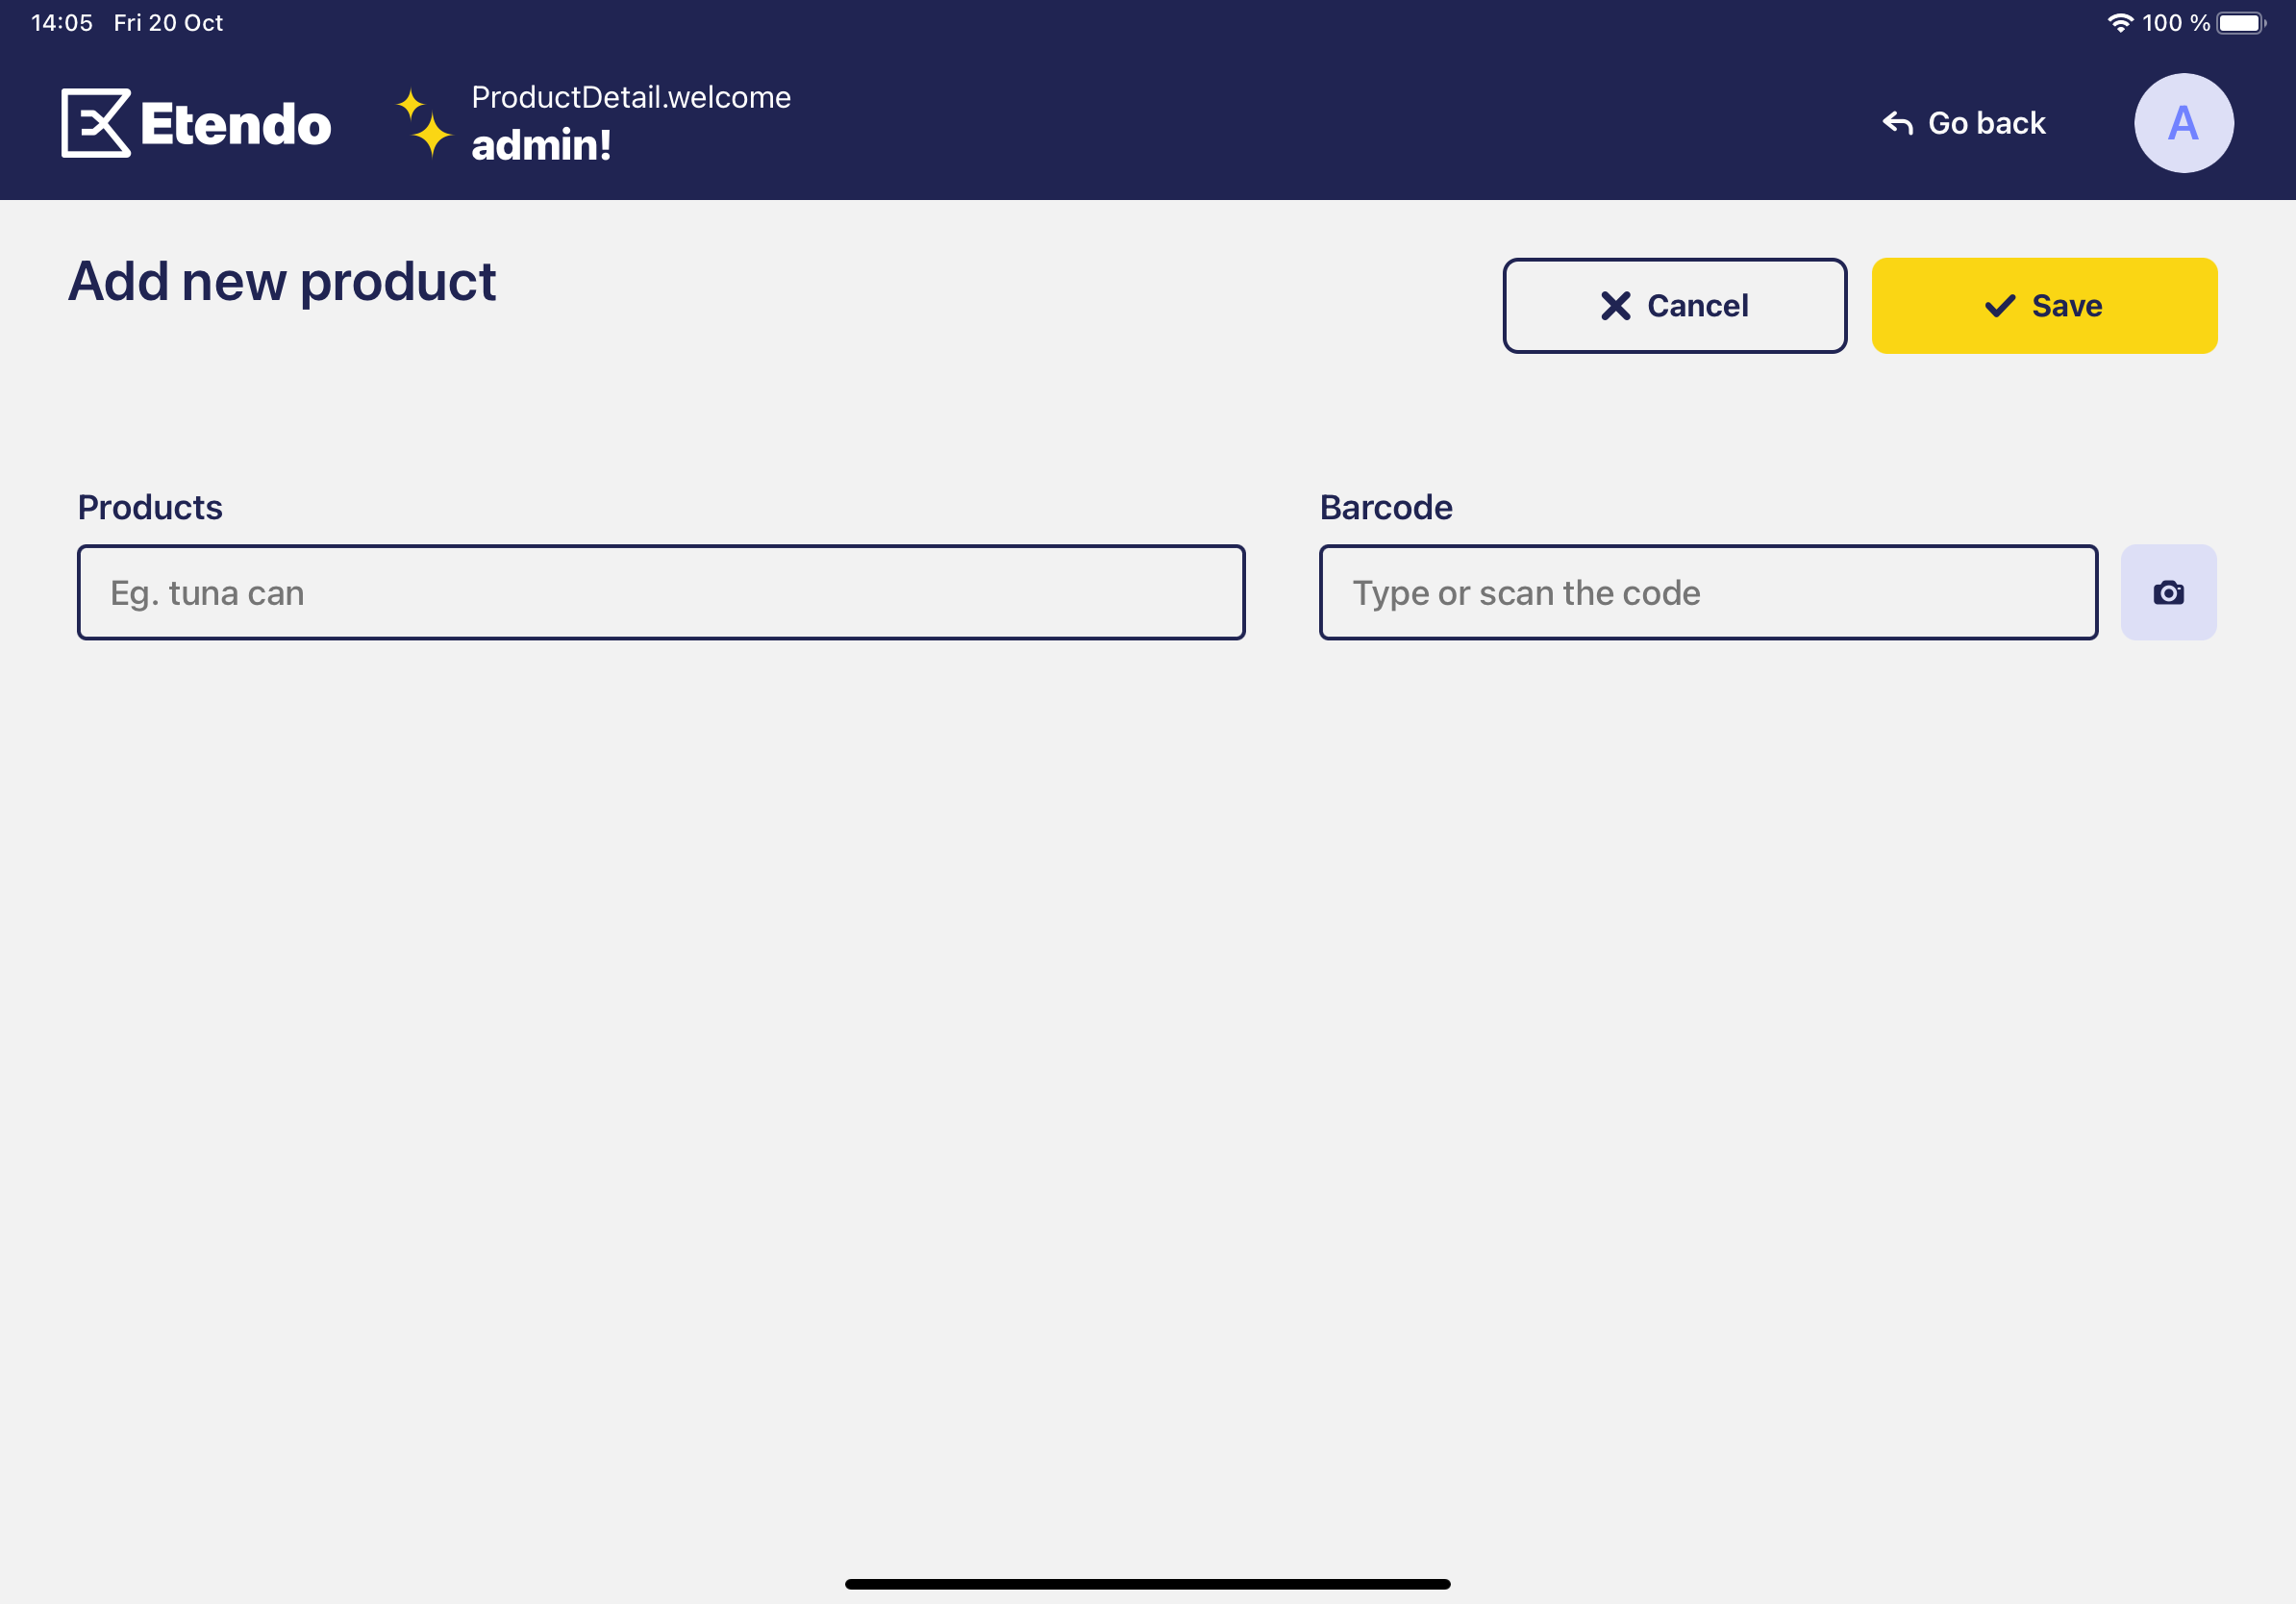 14:05 Fri 20 Oct 100 %
Etendo
ProductDetail.welcome
admin!
Go back
A
Add new product
Cancel
Save
Products
Barcode
Eg. tuna can
Type or scan the code